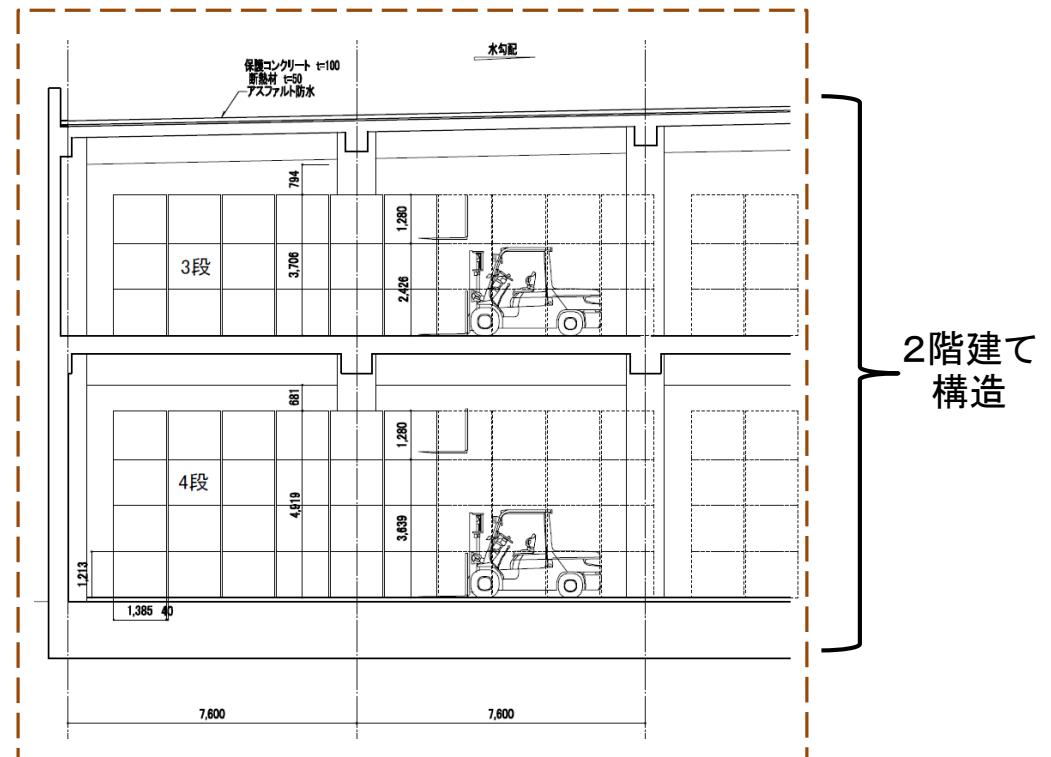 水勾配
保護コンクリート t=100
断熱材 t=50
アスファルト防水
794
1,280
3段
3,706
2,426
2階建て
構造
681
1,280
4段
4,919
3,639
1,213
1,385 40
7,600 7,600